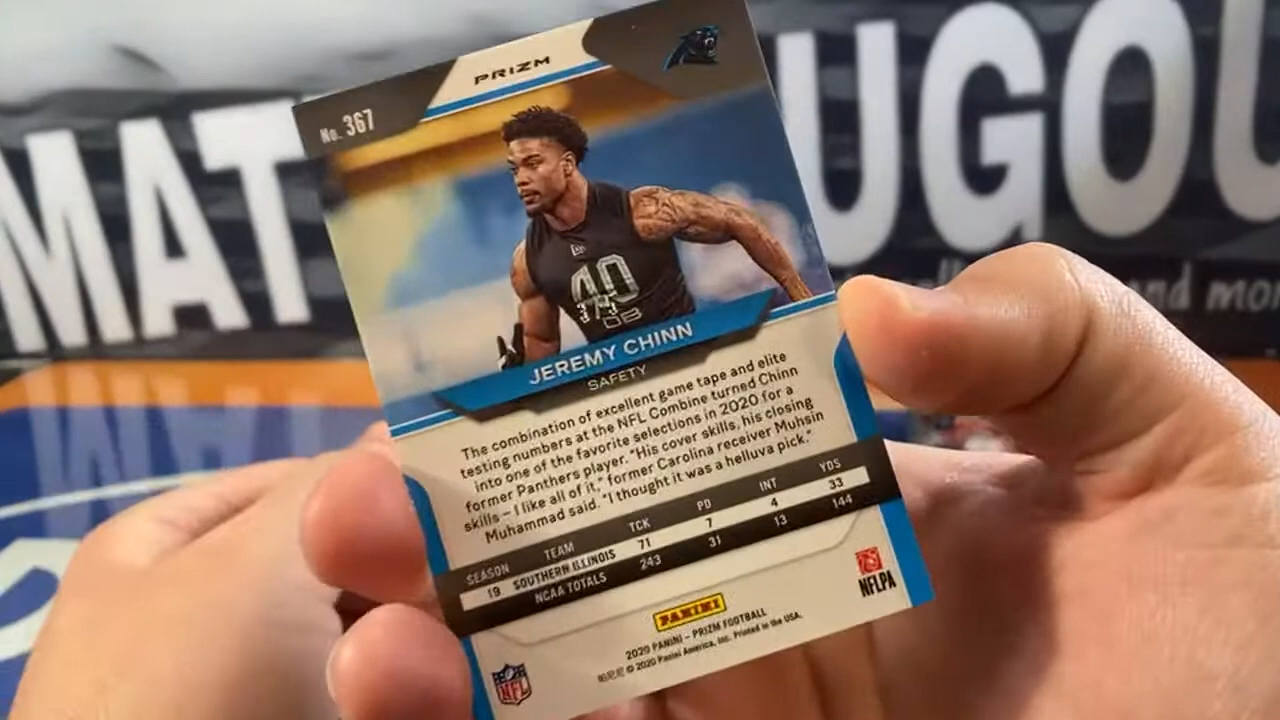 MAT
UGOU
and mor
PRIZM
No. 367
40
DB
JEREMY CHINN
SAFETY
The combination of excellent game tape and elite
testing numbers at the NFL Combine turned Chinn
into one of the favorite selections in 2020 for a
former Panthers player. "His cover skills, his closing
skills – I like all of it," former Carolina receiver Muhsin
Muhammad said. "I thought it was a helluva pick."
SEASON TEAM TCK PD INT YDS
19 SOUTHERN ILLINOIS 71 7 4 33
NCAA TOTALS 243 31 13 144
PANINI
NFLPA
2020 PANINI – PRIZM FOOTBALL
© 2020 Panini America, Inc. Printed in the USA.
NFL